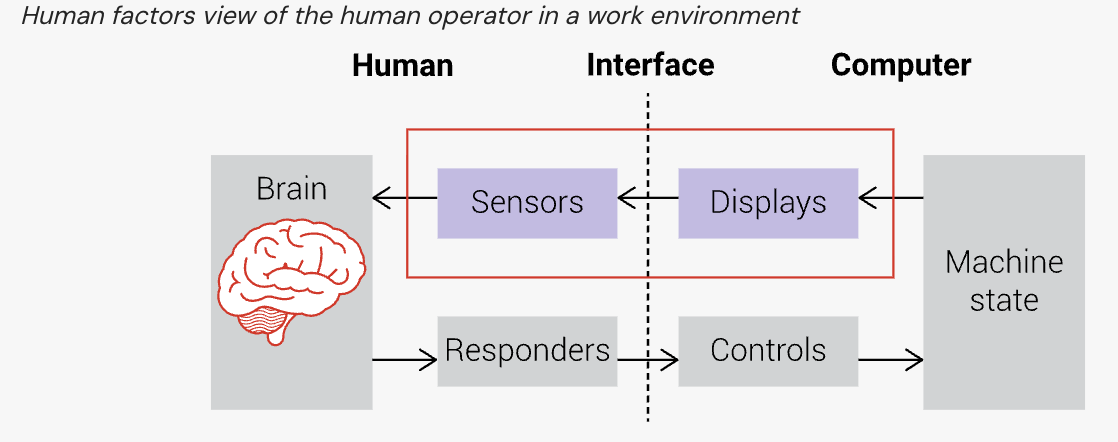 Human factors view of the human operator in a work environment
Human Interface Computer
Brain
Sensors
Displays
Machine
state
Responders
Controls